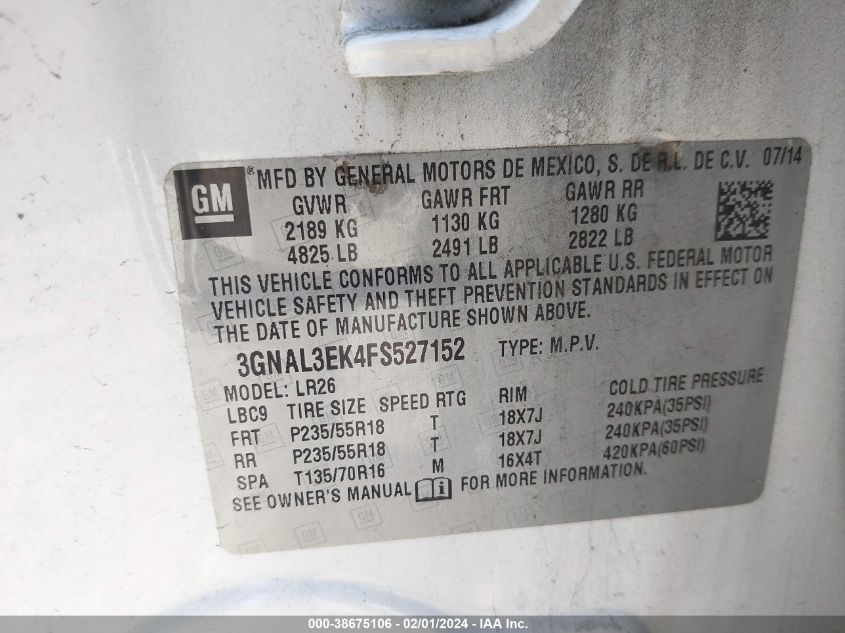 GM ® MFD BY GENERAL MOTORS DE MEXICO, S. DE R.L. DE C.V. 07/14
GVWR GAWR FRT GAWR RR
2189 KG 1130 KG 1280 KG
4825 LB 2491 LB 2822 LB
THIS VEHICLE CONFORMS TO ALL APPLICABLE U.S. FEDERAL MOTOR
VEHICLE SAFETY AND THEFT PREVENTION STANDARDS IN EFFECT ON
THE DATE OF MANUFACTURE SHOWN ABOVE.
3GNAL3EK4FS527152 TYPE: M.P.V.
MODEL: LR26
LBC9 TIRE SIZE SPEED RTG RIM COLD TIRE PRESSURE
FRT P235/55R18 T 18X7J 240KPA(35PSI)
RR P235/55R18 T 18X7J 240KPA(35PSI)
SPA T135/70R16 M 16X4T 420KPA(60PSI)
SEE OWNER'S MANUAL i FOR MORE INFORMATION.
000-38675106 - 02/01/2024 - IAA Inc.